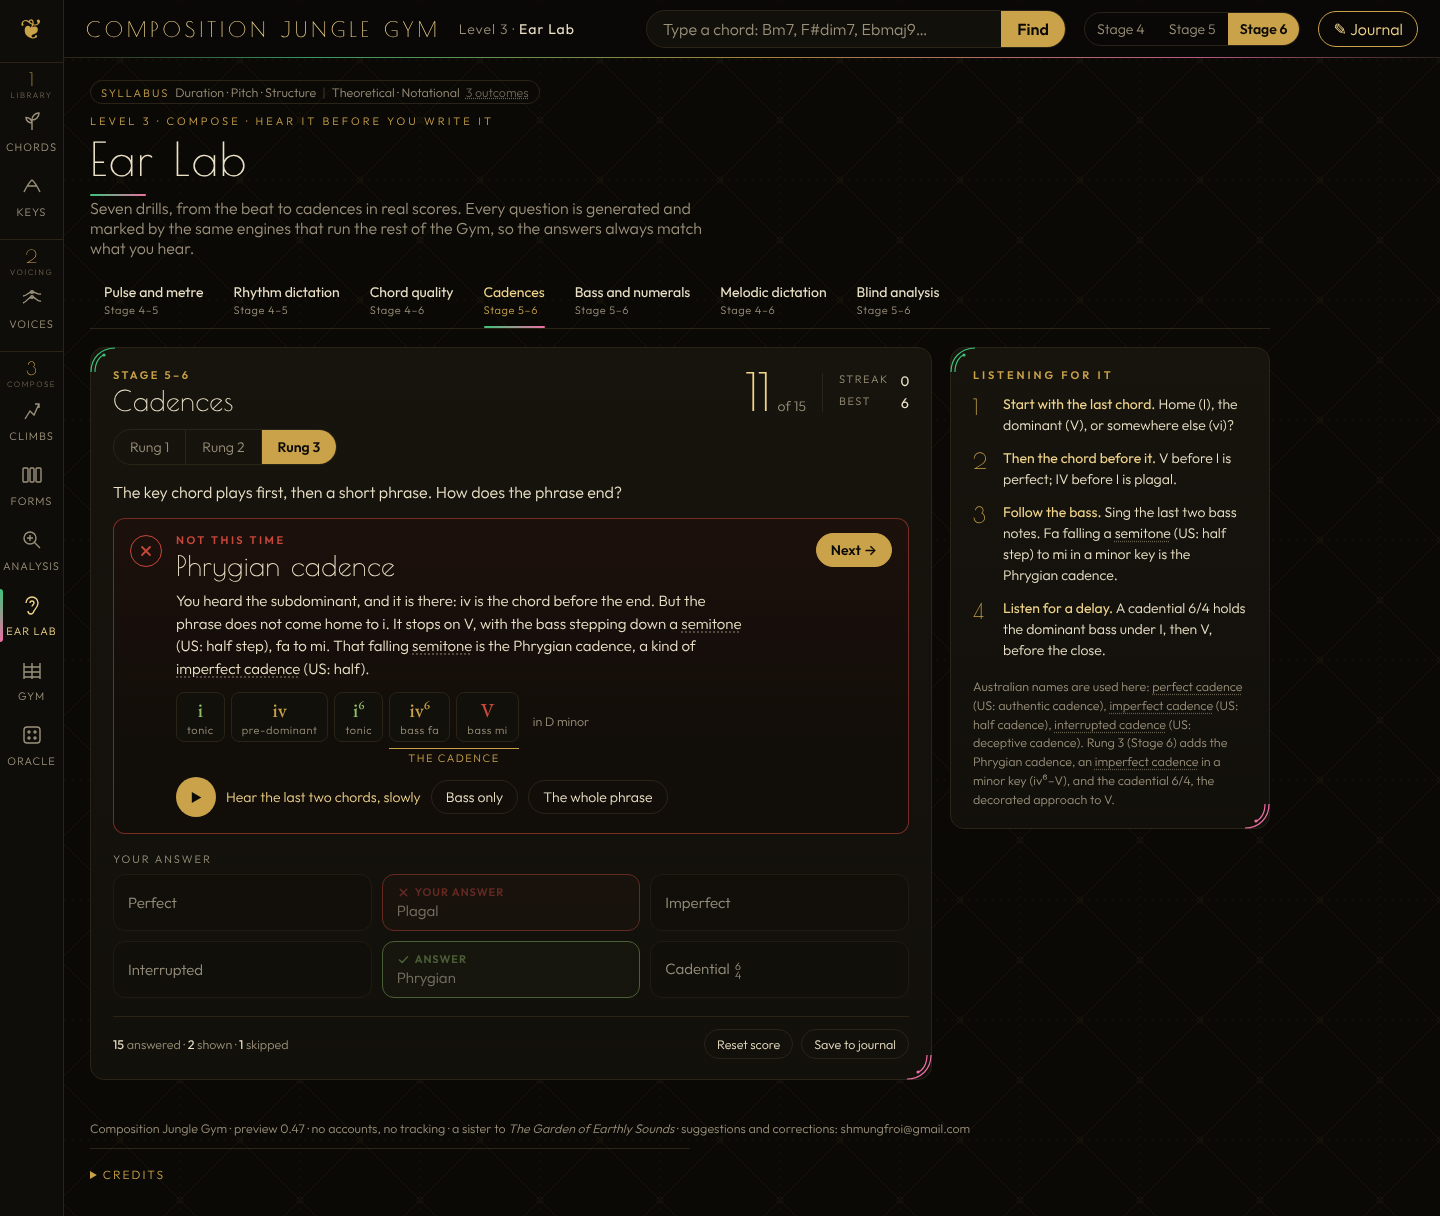 COMPOSITION JUNGLE GYM
Level 3 · Ear Lab
Type a chord: Bm7, F#dim7, Ebmaj9...
Find
Stage 4
Stage 5
Stage 6
✎ Journal
1
LIBRARY
CHORDS
KEYS
2
VOICING
VOICES
3
COMPOSE
CLIMBS
FORMS
ANALYSIS
EAR LAB
GYM
ORACLE
SYLLABUS Duration · Pitch · Structure | Theoretical · Notational 3 outcomes
LEVEL 3 · COMPOSE · HEAR IT BEFORE YOU WRITE IT
Ear Lab
Seven drills, from the beat to cadences in real scores. Every question is generated and
marked by the same engines that run the rest of the Gym, so the answers always match
what you hear.
Pulse and metre
Stage 4–5
Rhythm dictation
Stage 4–5
Chord quality
Stage 4–6
Cadences
Stage 5–6
Bass and numerals
Stage 5–6
Melodic dictation
Stage 4–6
Blind analysis
Stage 5–6
STAGE 5–6
Cadences
11 of 15
STREAK 0
BEST 6
Rung 1
Rung 2
Rung 3
The key chord plays first, then a short phrase. How does the phrase end?
NOT THIS TIME
Phrygian cadence
Next →
You heard the subdominant, and it is there: iv is the chord before the end. But the
phrase does not come home to i. It stops on V, with the bass stepping down a semitone
(US: half step), fa to mi. That falling semitone is the Phrygian cadence, a kind of
imperfect cadence (US: half).
i
tonic
iv
pre-dominant
i⁶
tonic
iv⁶
bass fa
V
bass mi
in D minor
THE CADENCE
Hear the last two chords, slowly
Bass only
The whole phrase
YOUR ANSWER
Perfect
✕ YOUR ANSWER
Plagal
Imperfect
Interrupted
✓ ANSWER
Phrygian
Cadential 6/4
15 answered · 2 shown · 1 skipped
Reset score
Save to journal
LISTENING FOR IT
1 Start with the last chord. Home (I), the
dominant (V), or somewhere else (vi)?
2 Then the chord before it. V before I is
perfect; IV before I is plagal.
3 Follow the bass. Sing the last two bass
notes. Fa falling a semitone (US: half
step) to mi in a minor key is the
Phrygian cadence.
4 Listen for a delay. A cadential 6/4 holds
the dominant bass under I, then V,
before the close.
Australian names are used here: perfect cadence
(US: authentic cadence), imperfect cadence (US:
half cadence), interrupted cadence (US:
deceptive cadence). Rung 3 (Stage 6) adds the
Phrygian cadence, an imperfect cadence in a
minor key (iv⁶–V), and the cadential 6/4, the
decorated approach to V.
Composition Jungle Gym · preview 0.47 · no accounts, no tracking · a sister to The Garden of Earthly Sounds · suggestions and corrections: shmungfroi@gmail.com
▶ CREDITS